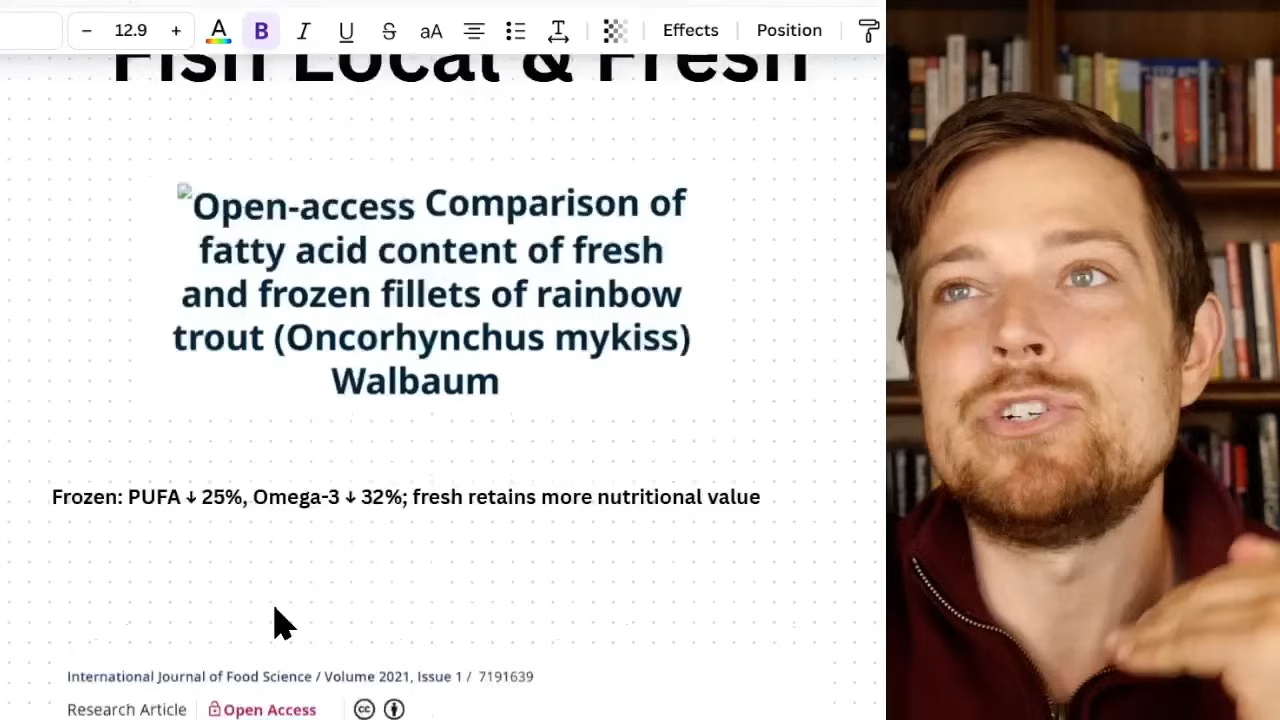 12.9
A
B
I
U
S
aA
T
Effects
Position
Fish Local & Fresh
Open-access Comparison of
fatty acid content of fresh
and frozen fillets of rainbow
trout (Oncorhynchus mykiss)
Walbaum
Frozen: PUFA ↓ 25%, Omega-3 ↓ 32%; fresh retains more nutritional value
International Journal of Food Science / Volume 2021, Issue 1 / 7191639
Research Article
Open Access
cc